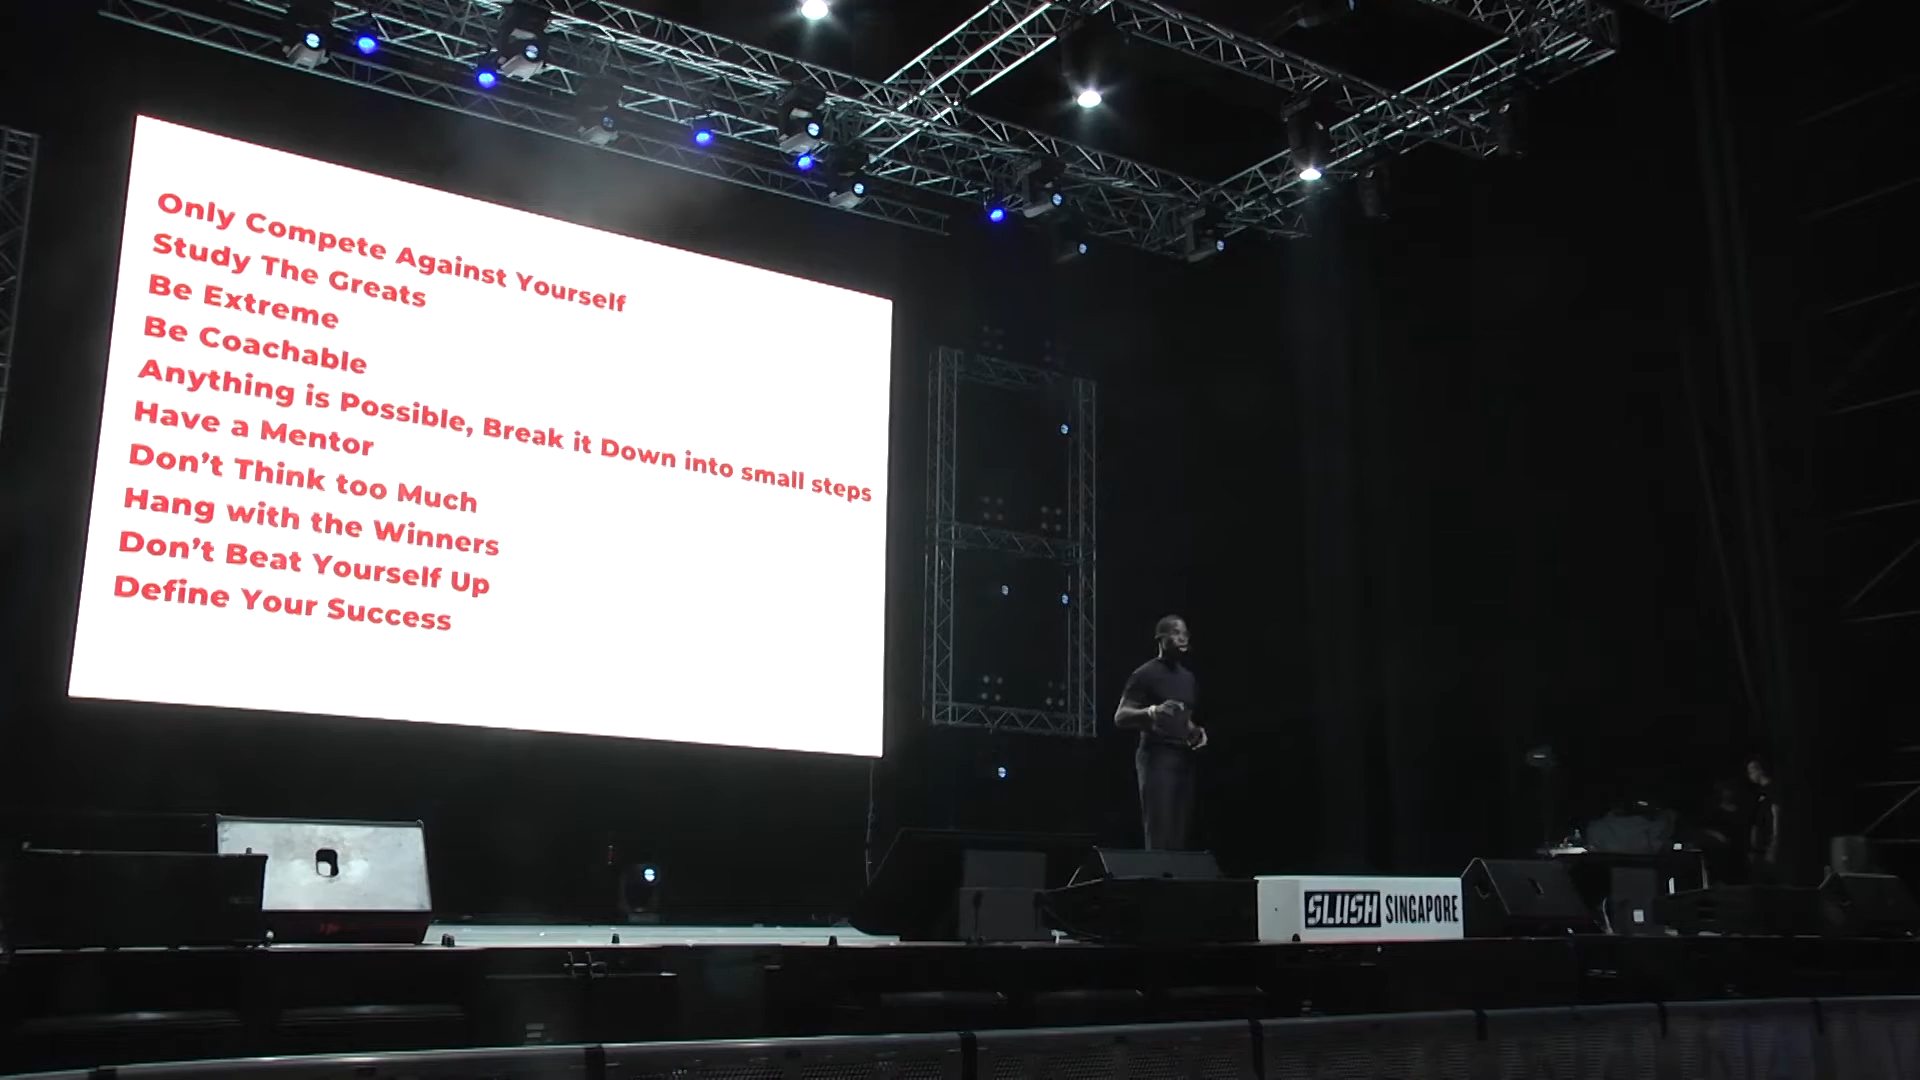 Only Compete Against Yourself
Study The Greats
Be Extreme
Be Coachable
Anything is Possible, Break it Down into small steps
Have a Mentor
Don’t Think too Much
Hang with the Winners
Don’t Beat Yourself Up
Define Your Success
SLUSH SINGAPORE